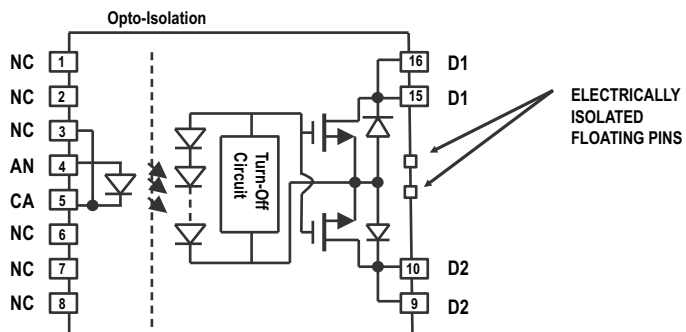 Opto-Isolation
NC 1
NC 2
NC 3
AN 4
CA 5
NC 6
NC 7
NC 8
Turn-Off
Circuit
16 D1
15 D1
ELECTRICALLY
ISOLATED
FLOATING PINS
10 D2
9 D2